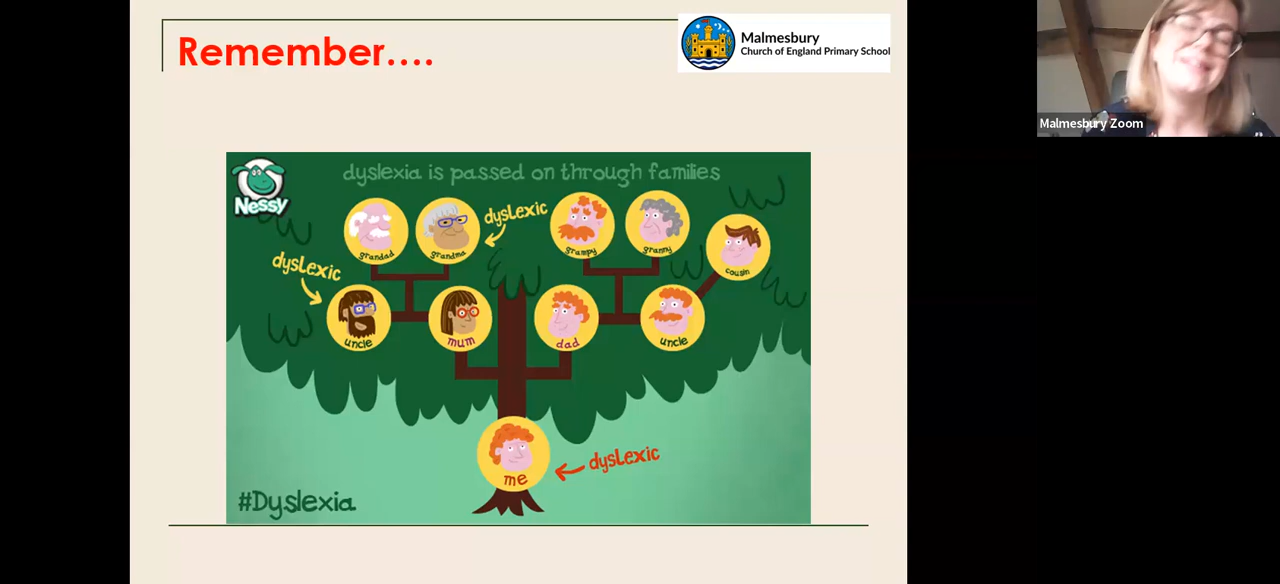 Remember....
Malmesbury
Church of England Primary School
Malmesbury Zoom
Nessy
dyslexia is passed on through families
dyslexic
grandad
grandma
dyslexic
grampy
granny
cousin
uncle
mum
dad
uncle
me
dyslexic
#Dyslexia